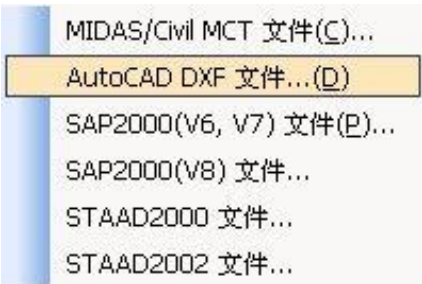 MIDAS/Civil MCT 文件(C)...
AutoCAD DXF 文件...(D)
SAP2000(V6, V7) 文件(P)...
SAP2000(V8) 文件...
STAAD2000 文件...
STAAD2002 文件...